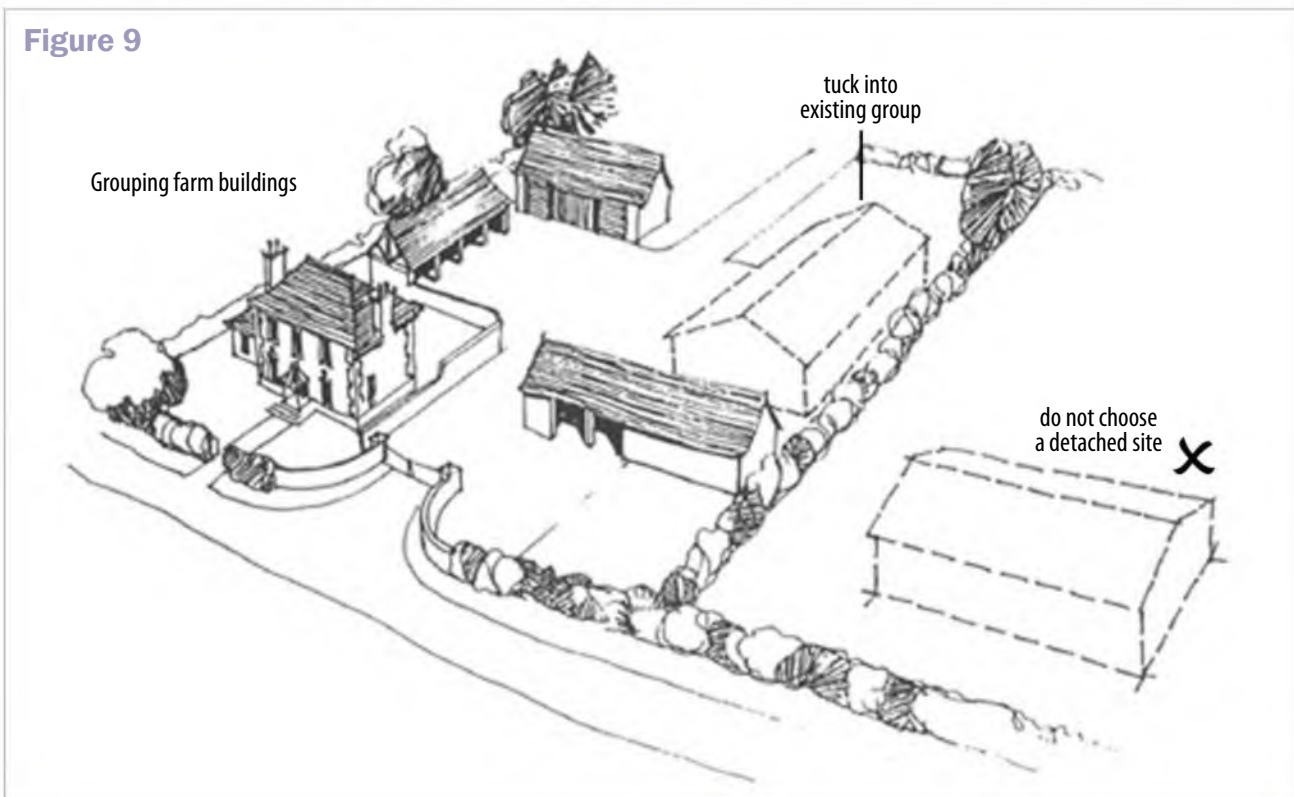 Figure 9
tuck into
existing group
Grouping farm buildings
do not choose
a detached site